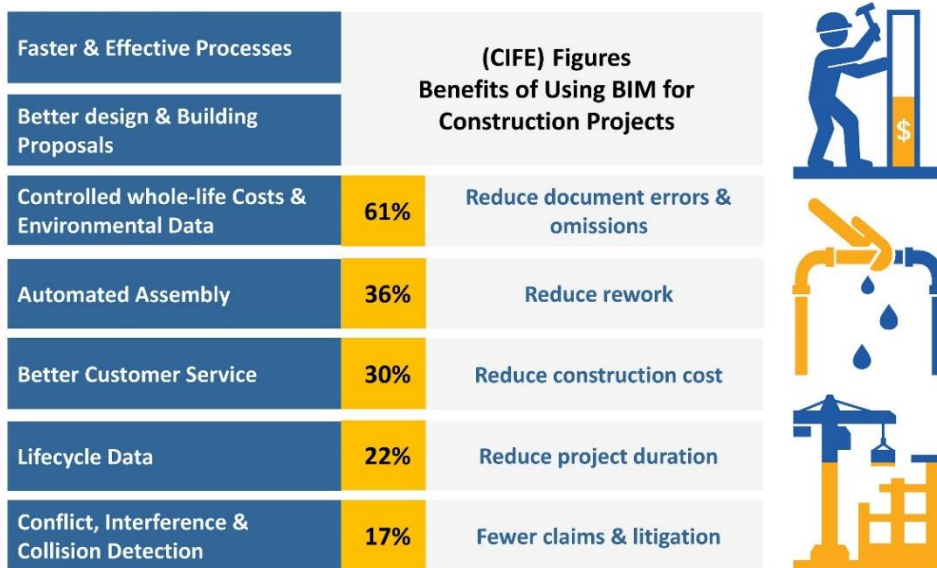 Faster & Effective Processes
(CIFE) Figures
Benefits of Using BIM for
Construction Projects
Better design & Building
Proposals
Controlled whole-life Costs &
Environmental Data
61%
Reduce document errors &
omissions
Automated Assembly
36%
Reduce rework
Better Customer Service
30%
Reduce construction cost
Lifecycle Data
22%
Reduce project duration
Conflict, Interference &
Collision Detection
17%
Fewer claims & litigation
$